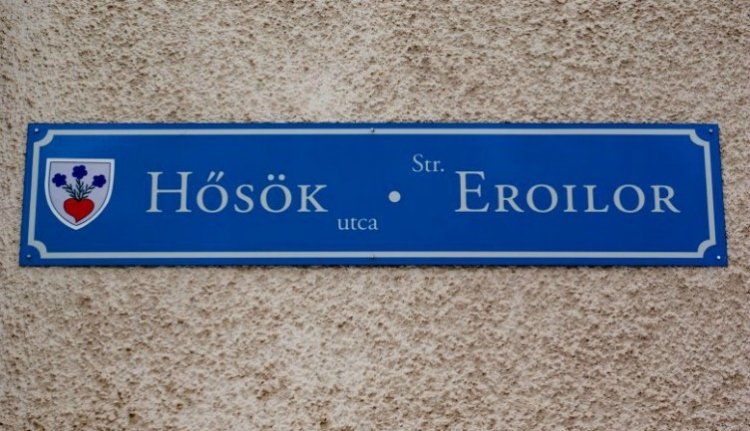 Hősök utca • Str. Eroilor